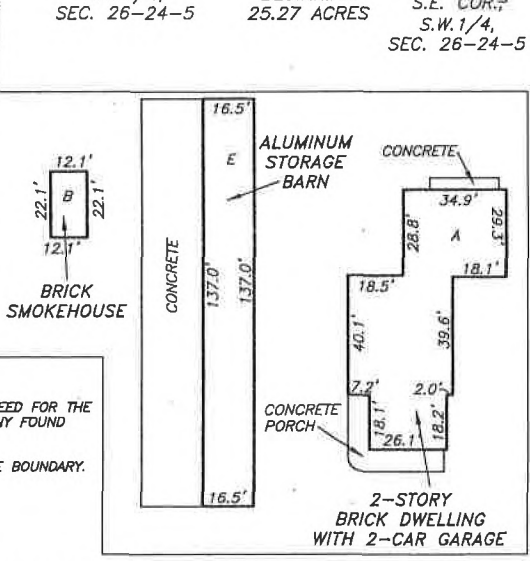 SEC. 26-24-5
25.27 ACRES
S.E. COR.,
S.W.1/4,
SEC. 26-24-5
12.1'
22.1'
B
22.1'
12.1'
BRICK
SMOKEHOUSE
CONCRETE
16.5'
E
137.0'
137.0'
16.5'
ALUMINUM
STORAGE
BARN
CONCRETE
34.9'
28.8'
A
29.3'
18.5'
18.1'
40.1'
39.6'
7.2'
2.0'
18.1'
18.2'
26.1'
CONCRETE
PORCH
2-STORY
BRICK DWELLING
WITH 2-CAR GARAGE
EED FOR THE
NY FOUND
E BOUNDARY.